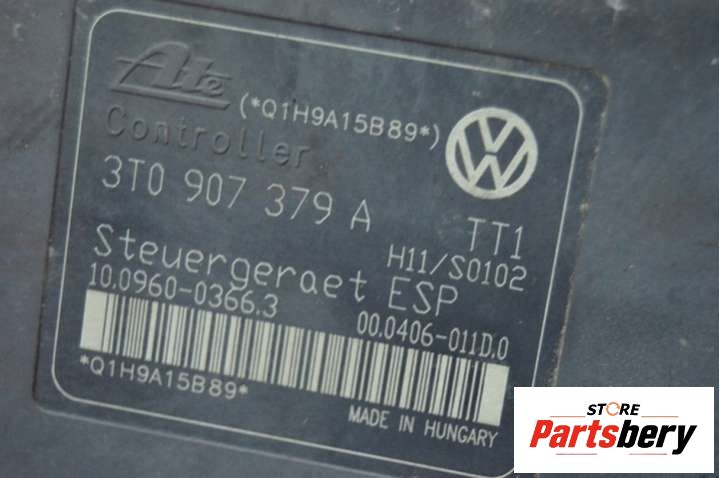 Ate
(*Q1H9A15B89*)
Controller
3T0 907 379 A
TT1
H11/S0102
Steuergeraet ESP
10.0960-0366.3
00.0406-011D.0
*Q1H9A15B89*
MADE IN HUNGARY
STORE
Partsbery